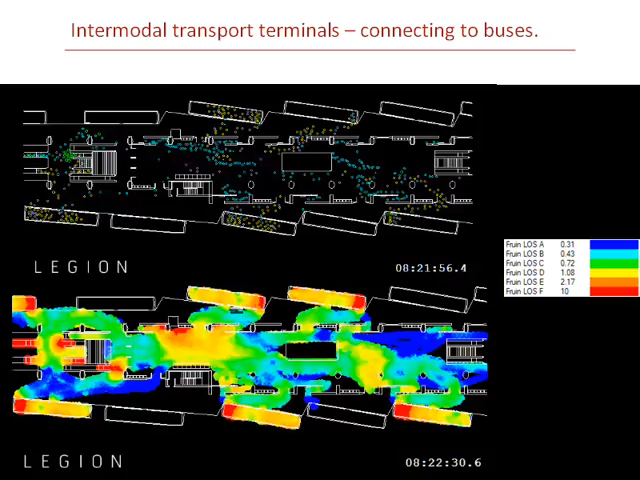 Intermodal transport terminals – connecting to buses.
LEGION
08:21:56.4
Fruin LOS A 0.31
Fruin LOS B 0.43
Fruin LOS C 0.72
Fruin LOS D 1.08
Fruin LOS E 2.17
Fruin LOS F 10
LEGION
08:22:30.6